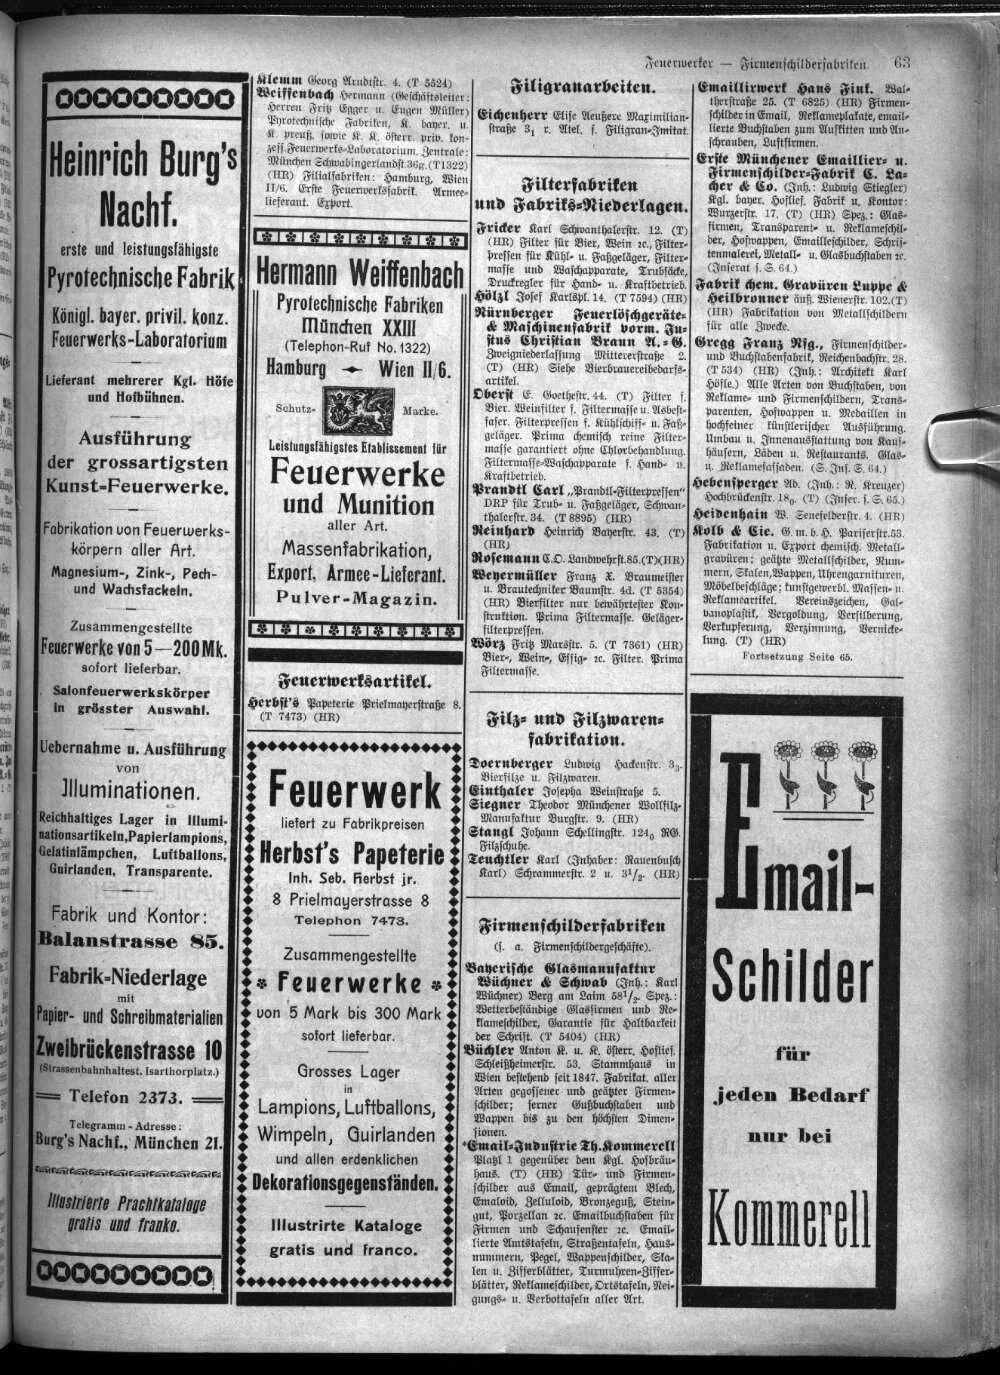 Feuerwerker — Firmenschilderfabriken. 63
Heinrich Burg's
Nachf.
erste und leistungsfähigste
Pyrotechnische Fabrik
Königl. bayer. privil. konz.
Feuerwerks-Laboratorium
Lieferant mehrerer Kgl. Höfe
und Hofbühnen.
Ausführung
der grossartigsten
Kunst-Feuerwerke.
Fabrikation von Feuerwerks-
körpern aller Art.
Magnesium-, Zink-, Pech-
und Wachsfackeln.
Zusammengestellte
Feuerwerke von 5—200 Mk.
sofort lieferbar.
Salonfeuerwerkskörper
in grösster Auswahl.
Uebernahme u. Ausführung
von
Illuminationen.
Reichhaltiges Lager in Illumi-
nationsartikeln, Papierlampions,
Gelatinlämpchen, Luftballons,
Guirlanden, Transparente.
Fabrik und Kontor:
Balanstrasse 85.
Fabrik-Niederlage
mit
Papier- und Schreibmaterialien
Zweibrückenstrasse 10
(Strassenbahnhaltest. Isarthorplatz.)
Telefon 2373.
Telegramm-Adresse:
Burg's Nachf., München 21.
Illustrierte Prachtkataloge
gratis und franko.
Klemm Georg Arndtstr. 4. (T 5524)
Weiffenbach Hermann (Geschäftsleiter:
Herren Fritz Egger u. Eugen Müller)
Pyrotechnische Fabriken, K. bayer. u.
K. preuß. sowie K. K. österr. priv. kon-
zess. Feuerwerks-Laboratorium. Zentrale:
München Schwabingerlandst. 36g. (T 1322)
(HR) Filialfabriken: Hamburg, Wien
II/6. Erste Feuerwerksfabrik. Armee-
lieferant. Export.
Hermann Weiffenbach
Pyrotechnische Fabriken
München XXIII
(Telephon-Ruf No. 1322)
Hamburg Wien II/6.
Schutz- Marke.
Leistungsfähigstes Etablissement für
Feuerwerke
und Munition
aller Art.
Massenfabrikation,
Export, Armee-Lieferant.
Pulver-Magazin.
Feuerwerksartikel.
Herbst's Papeterie Prielmayerstraße 8.
(T 7473) (HR)
Feuerwerk
liefert zu Fabrikpreisen
Herbst's Papeterie
Inh. Seb. Herbst jr.
8 Prielmayerstrasse 8
Telephon 7473.
Zusammengestellte
* Feuerwerke *
von 5 Mark bis 300 Mark
sofort lieferbar.
Grosses Lager
in
Lampions, Luftballons,
Wimpeln, Guirlanden
und allen erdenklichen
Dekorationsgegenständen.
Illustrirte Kataloge
gratis und franco.
Filigranarbeiten.
Eichenherr Elise Aeußere Maximilian-
straße 3₁ r. Atel. f. Filigran-Imitat.
Filterfabriken
und Fabriks-Niederlagen.
Fricker Karl Schwanthalerstr. 12. (T)
(HR) Filter für Bier, Wein ꝛc., Filter-
pressen für Kühl- u. Faßgeläger, Filter-
masse und Waschapparate, Trubsäcke,
Druckregler für Hand- u. Kraftbetrieb.
Hölzl Josef Karlspl. 14. (T 7594) (HR)
Nürnberger Feuerlöschgeräte-
& Maschinenfabrik vorm. Ju-
stus Christian Braun A.-G.
Zweigniederlassung Mittererstraße 2.
(T) (HR) Siehe Bierbrauereibedarfs-
artikel.
Oberst E. Goethestr. 44. (T) Filter f.
Bier. Weinfilter f. Filtermasse u. Asbest-
faser. Filterpressen f. Kühlschiff- u. Faß-
geläger. Prima chemisch reine Filter-
masse garantiert ohne Chlorbehandlung.
Filtermasse-Waschapparate f. Hand- u.
Kraftbetrieb.
Prandtl Carl „Prandtl-Filterpressen“
DRP für Trub- u. Faßgeläger, Schwan-
thalerstr. 34. (T 8895) (HR)
Reinhard Heinrich Bayerstr. 43. (T)
(HR)
Rosemann C.O. Landwehrst. 85. (T) (HR)
Weyermüller Franz X. Braumeister
u. Brautechniker Baumstr. 4d. (T 5354)
(HR) Bierfilter nur bewährtester Kon-
struktion. Prima Filtermasse. Geläger-
filterpressen.
Wörz Fritz Marsstr. 5. (T 7361) (HR)
Bier-, Wein-, Essig- ꝛc. Filter. Prima
Filtermasse.
Filz- und Filzwaren-
fabrikation.
Doernberger Ludwig Hackenstr. 3₃.
Bierfilze u. Filzwaren.
Einthaler Josepha Weinstraße 5.
Siegner Theodor Münchener Wollfilz-
Manufaktur Burgstr. 9. (HR)
Stangl Johann Schellingstr. 124₀ RG.
Filzschuhe.
Teuchtler Karl (Inhaber: Rauenbusch
Karl) Schrammerstr. 2 u. 3¹/₂. (HR)
Firmenschilderfabriken
(s. a. Firmenschildergeschäfte).
Bayerische Glasmanufaktur
Wüchner & Schwab (Inh.: Karl
Wüchner) Berg am Laim 58¹/₂. Spez.:
Wetterbeständige Glasfirmen und Re-
klameschilder, Garantie für Haltbarkeit
der Schrift. (T 5404) (HR)
Büchler Anton K. u. K. österr. Hoflief.
Schleißheimerstr. 53. Stammhaus in
Wien bestehend seit 1847. Fabrikat. aller
Arten gegossener und geätzter Firmen-
schilder; ferner Gußbuchstaben und
Wappen bis zu den höchsten Dimen-
sionen.
*Email-Industrie Th. Kommerell
Platzl 1 gegenüber dem Kgl. Hofbräu-
haus. (T) (HR) Tür- und Firmen-
schilder aus Email, geprägtem Blech,
Emaloid, Zelluloid, Bronzeguß, Stein-
gut, Porzellan ꝛc. Emailbuchstaben für
Firmen und Schaufenster ꝛc. Email-
lierte Amtstafeln, Straßentafeln, Haus-
nummern, Pegel, Wappenschilder, Ska-
len u. Zifferblätter, Turmuhren-Ziffer-
blätter, Reklameschilder, Ortstafeln, Nei-
gungs- u. Verbottafeln aller Art.
Emaillirwerk Hans Fink. Wal-
therstraße 25. (T 6825) (HR) Firmen-
schilder in Email, Reklameplakate, email-
lierte Buchstaben zum Aufkitten und An-
schrauben, Luftfirmen.
Erste Münchener Emaillier- u.
Firmenschilder-Fabrik C. La-
cher & Co. (Inh.: Ludwig Stiegler)
Kgl. bayer. Hoflief. Fabrik u. Kontor:
Wurzerstr. 17. (T) (HR) Spez.: Glas-
firmen, Transparent- u. Reklameschil-
der, Hofwappen, Emailleschilder, Schrif-
tenmalerei, Metall- u. Glasbuchstaben ꝛc.
(Inserat s. S. 64.)
Fabrik chem. Gravüren Luppe &
Heilbronner äuß. Wienerstr. 102. (T)
(HR) Fabrikation von Metallschildern
für alle Zwecke.
Gregg Franz Nfg., Firmenschilder-
und Buchstabenfabrik, Reichenbachstr. 28.
(T 534) (HR) (Inh.: Architekt Karl
Höfle.) Alle Arten von Buchstaben, von
Reklame- und Firmenschildern, Trans-
parenten, Hofwappen u. Medaillen in
hochfeiner künstlerischer Ausführung.
Umbau u. Innenausstattung von Kauf-
häusern, Läden u. Restaurants. Glas-
u. Reklamefassaden. (S. Ins. S. 64.)
Hebensperger Ad. (Inh.: R. Kreuzer)
Hochbrückenstr. 18₀. (T) (Inser. s. S. 65.)
Heidenhain W. Senefelderstr. 4. (HR)
Kolb & Cie. G. m. b. H. Pariserstr. 53.
Fabrikation u. Export chemisch. Metall-
gravüren; geätzte Metallschilder, Num-
mern, Skalen, Wappen, Uhrengarnituren,
Möbelbeschläge; kunstgewerbl. Massen- u.
Reklameartikel. Vereinszeichen, Gal-
vanoplastik, Vergolbung, Versilberung,
Verkupferung, Verzinnung, Vernicke-
lung. (T) (HR)
Fortsetzung Seite 65.
Email-
Schilder
für
jeden Bedarf
nur bei
Kommerell